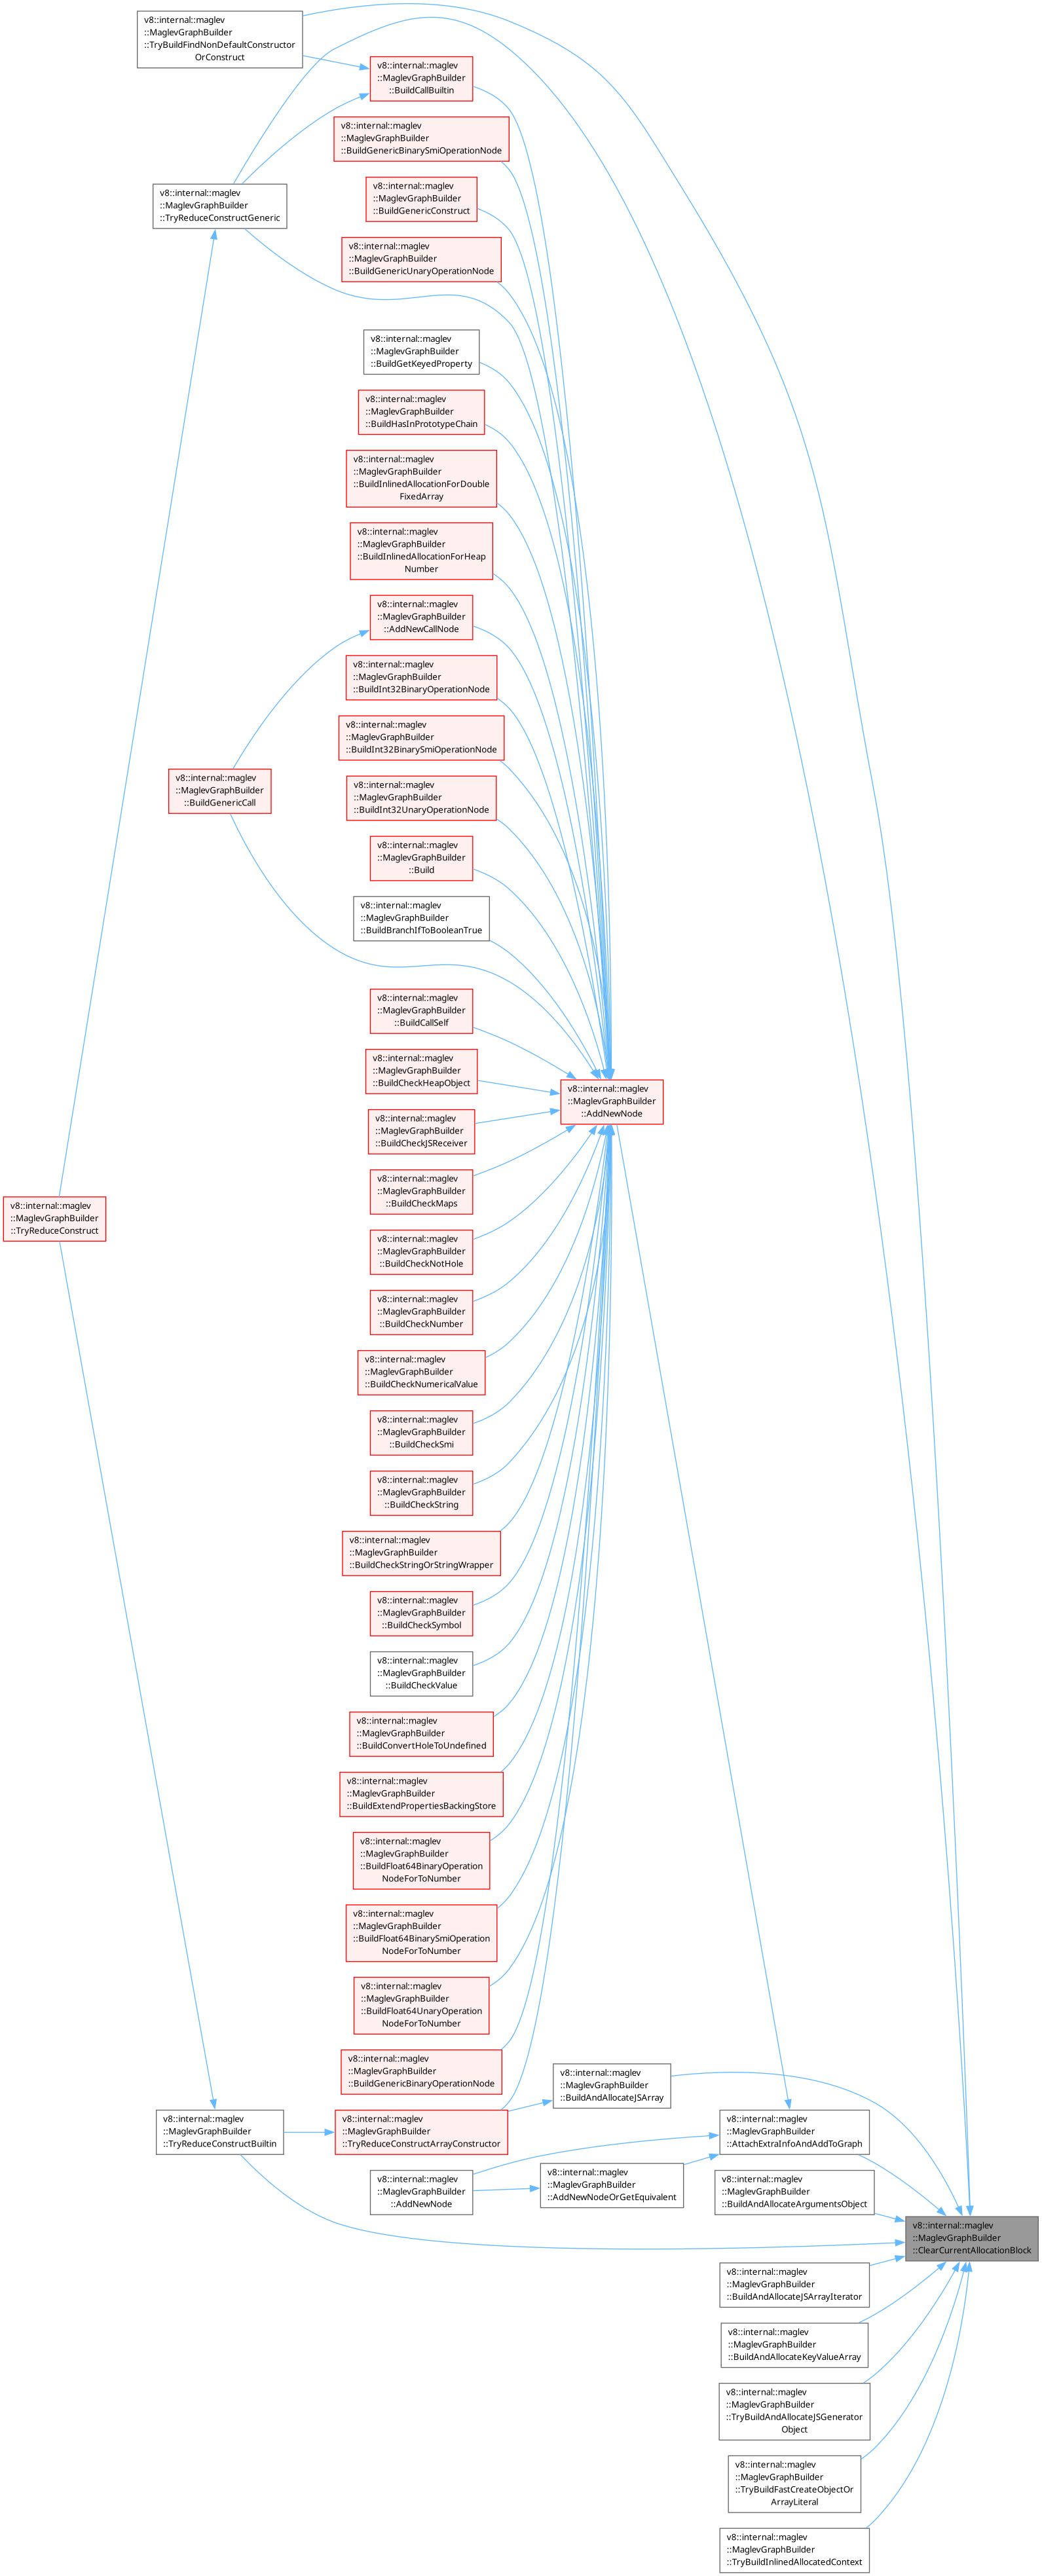 v8::internal::maglev
::MaglevGraphBuilder
::TryBuildFindNonDefaultConstructor
OrConstruct
v8::internal::maglev
::MaglevGraphBuilder
::BuildCallBuiltin
v8::internal::maglev
::MaglevGraphBuilder
::BuildGenericBinarySmiOperationNode
v8::internal::maglev
::MaglevGraphBuilder
::TryReduceConstructGeneric
v8::internal::maglev
::MaglevGraphBuilder
::BuildGenericConstruct
v8::internal::maglev
::MaglevGraphBuilder
::BuildGenericUnaryOperationNode
v8::internal::maglev
::MaglevGraphBuilder
::BuildGetKeyedProperty
v8::internal::maglev
::MaglevGraphBuilder
::BuildHasInPrototypeChain
v8::internal::maglev
::MaglevGraphBuilder
::BuildInlinedAllocationForDouble
FixedArray
v8::internal::maglev
::MaglevGraphBuilder
::BuildInlinedAllocationForHeap
Number
v8::internal::maglev
::MaglevGraphBuilder
::AddNewCallNode
v8::internal::maglev
::MaglevGraphBuilder
::BuildInt32BinaryOperationNode
v8::internal::maglev
::MaglevGraphBuilder
::BuildInt32BinarySmiOperationNode
v8::internal::maglev
::MaglevGraphBuilder
::BuildGenericCall
v8::internal::maglev
::MaglevGraphBuilder
::BuildInt32UnaryOperationNode
v8::internal::maglev
::MaglevGraphBuilder
::Build
v8::internal::maglev
::MaglevGraphBuilder
::BuildBranchIfToBooleanTrue
v8::internal::maglev
::MaglevGraphBuilder
::BuildCallSelf
v8::internal::maglev
::MaglevGraphBuilder
::BuildCheckHeapObject
v8::internal::maglev
::MaglevGraphBuilder
::AddNewNode
v8::internal::maglev
::MaglevGraphBuilder
::BuildCheckJSReceiver
v8::internal::maglev
::MaglevGraphBuilder
::BuildCheckMaps
v8::internal::maglev
::MaglevGraphBuilder
::TryReduceConstruct
v8::internal::maglev
::MaglevGraphBuilder
::BuildCheckNotHole
v8::internal::maglev
::MaglevGraphBuilder
::BuildCheckNumber
v8::internal::maglev
::MaglevGraphBuilder
::BuildCheckNumericalValue
v8::internal::maglev
::MaglevGraphBuilder
::BuildCheckSmi
v8::internal::maglev
::MaglevGraphBuilder
::BuildCheckString
v8::internal::maglev
::MaglevGraphBuilder
::BuildCheckStringOrStringWrapper
v8::internal::maglev
::MaglevGraphBuilder
::BuildCheckSymbol
v8::internal::maglev
::MaglevGraphBuilder
::BuildCheckValue
v8::internal::maglev
::MaglevGraphBuilder
::BuildConvertHoleToUndefined
v8::internal::maglev
::MaglevGraphBuilder
::BuildExtendPropertiesBackingStore
v8::internal::maglev
::MaglevGraphBuilder
::BuildFloat64BinaryOperation
NodeForToNumber
v8::internal::maglev
::MaglevGraphBuilder
::BuildFloat64BinarySmiOperation
NodeForToNumber
v8::internal::maglev
::MaglevGraphBuilder
::BuildFloat64UnaryOperation
NodeForToNumber
v8::internal::maglev
::MaglevGraphBuilder
::BuildGenericBinaryOperationNode
v8::internal::maglev
::MaglevGraphBuilder
::BuildAndAllocateJSArray
v8::internal::maglev
::MaglevGraphBuilder
::TryReduceConstructBuiltin
v8::internal::maglev
::MaglevGraphBuilder
::TryReduceConstructArrayConstructor
v8::internal::maglev
::MaglevGraphBuilder
::AttachExtraInfoAndAddToGraph
v8::internal::maglev
::MaglevGraphBuilder
::AddNewNode
v8::internal::maglev
::MaglevGraphBuilder
::AddNewNodeOrGetEquivalent
v8::internal::maglev
::MaglevGraphBuilder
::BuildAndAllocateArgumentsObject
v8::internal::maglev
::MaglevGraphBuilder
::ClearCurrentAllocationBlock
v8::internal::maglev
::MaglevGraphBuilder
::BuildAndAllocateJSArrayIterator
v8::internal::maglev
::MaglevGraphBuilder
::BuildAndAllocateKeyValueArray
v8::internal::maglev
::MaglevGraphBuilder
::TryBuildAndAllocateJSGenerator
Object
v8::internal::maglev
::MaglevGraphBuilder
::TryBuildFastCreateObjectOr
ArrayLiteral
v8::internal::maglev
::MaglevGraphBuilder
::TryBuildInlinedAllocatedContext